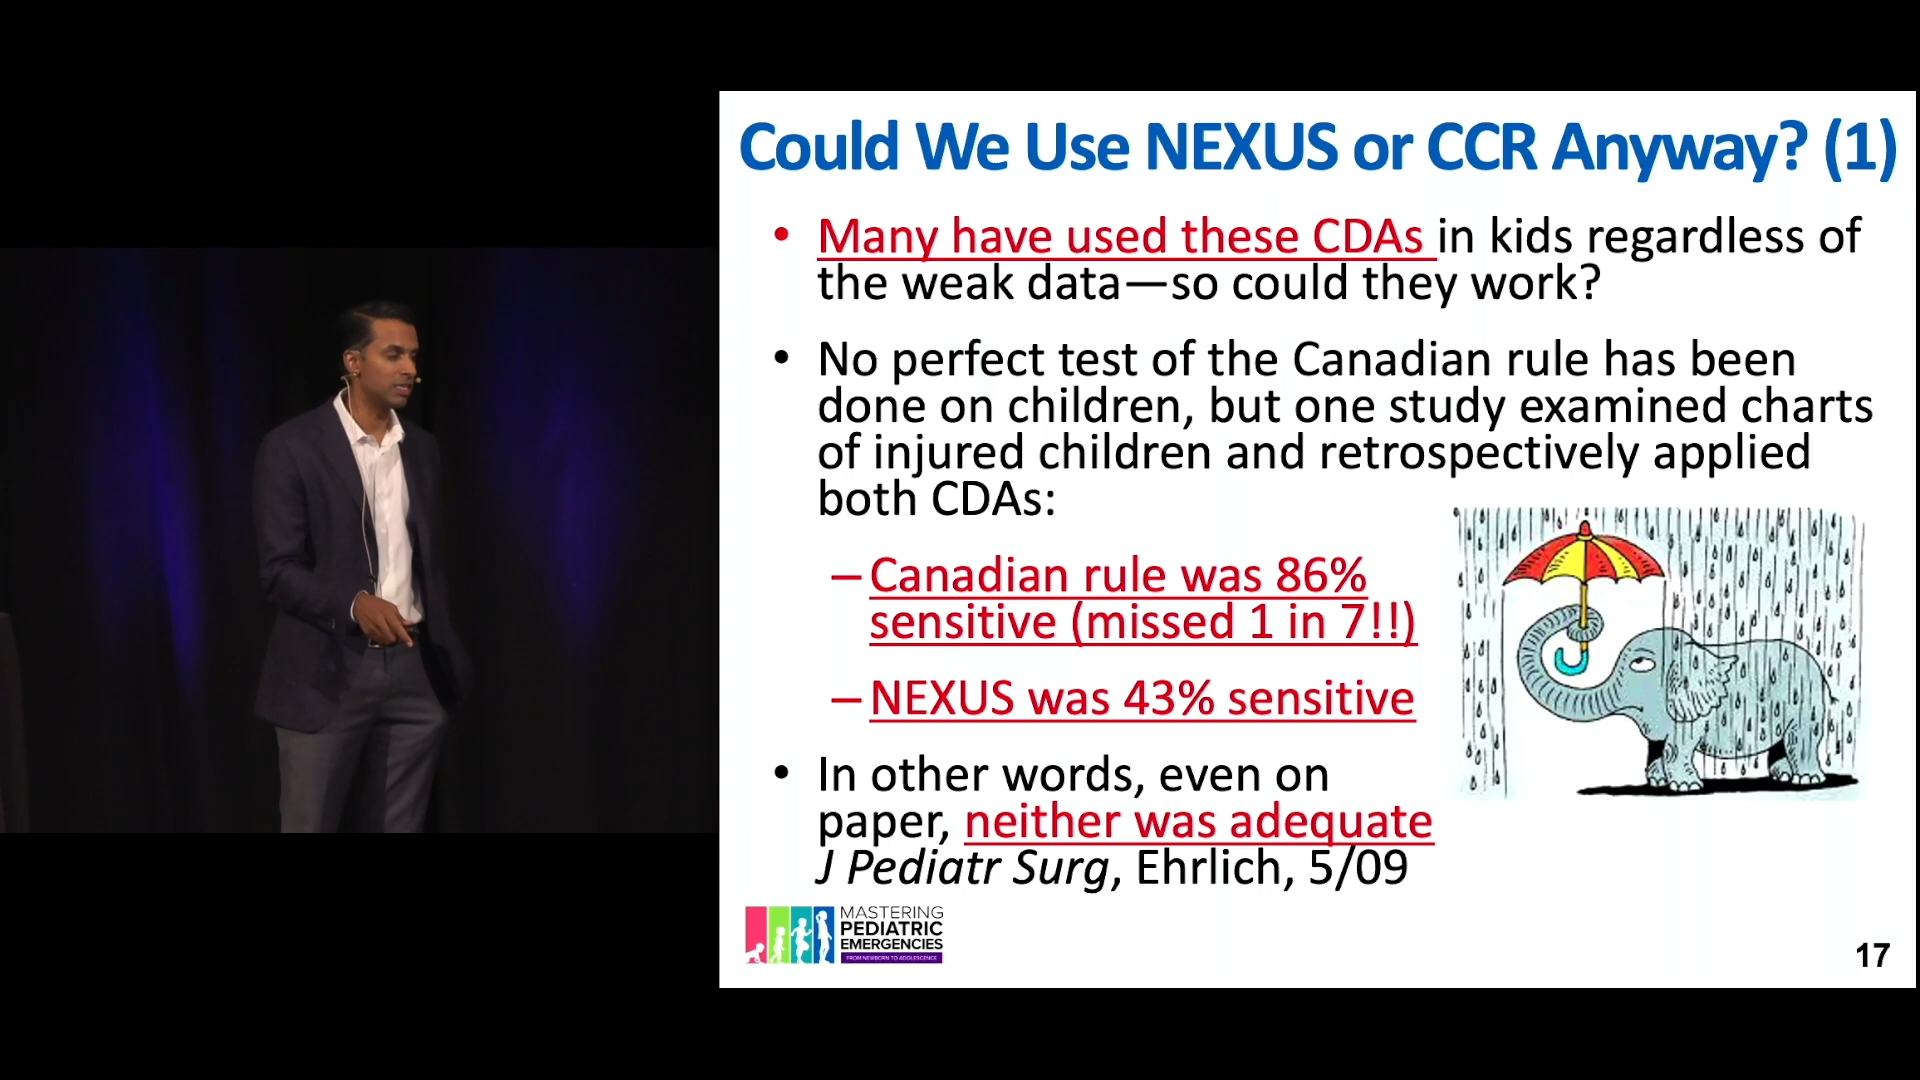 Could We Use NEXUS or CCR Anyway? (1)
• Many have used these CDAs in kids regardless of
the weak data—so could they work?
• No perfect test of the Canadian rule has been
done on children, but one study examined charts
of injured children and retrospectively applied
both CDAs:
– Canadian rule was 86%
sensitive (missed 1 in 7!!)
– NEXUS was 43% sensitive
• In other words, even on
paper, neither was adequate
J Pediatr Surg, Ehrlich, 5/09
MASTERING
PEDIATRIC
EMERGENCIES
FROM NEWBORN TO ADOLESCENCE
17